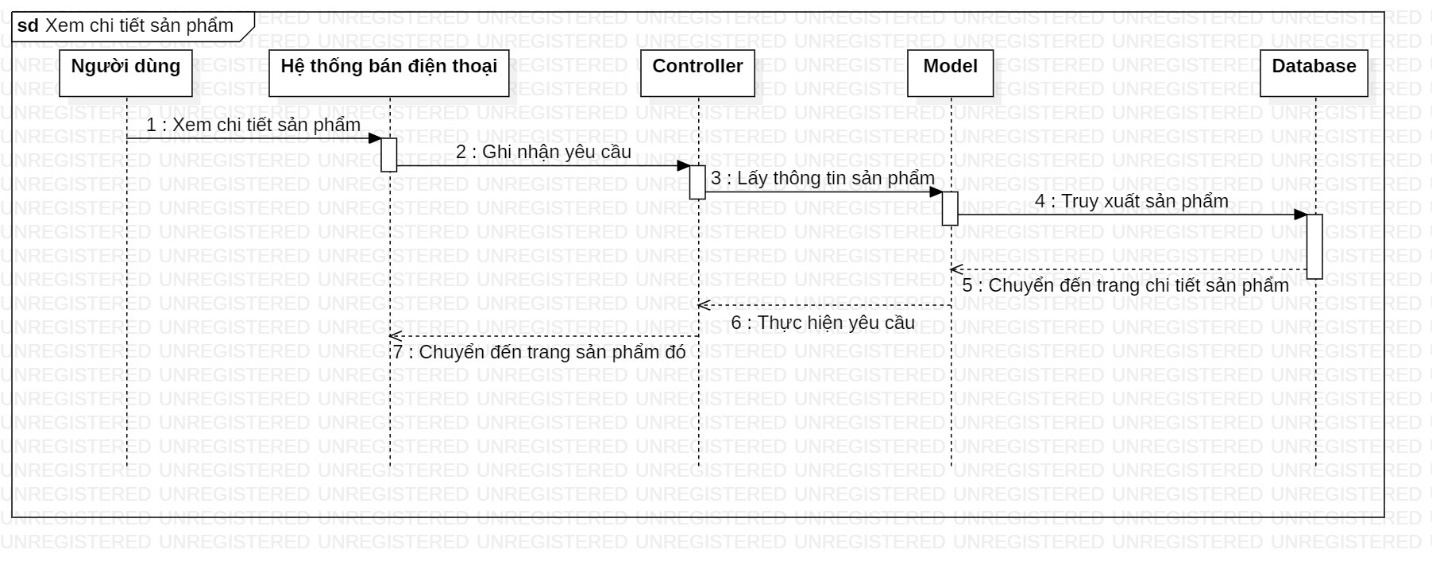 sd Xem chi tiết sản phẩm
Người dùng
Hệ thống bán điện thoại
Controller
Model
Database
1 : Xem chi tiết sản phẩm
2 : Ghi nhận yêu cầu
3 : Lấy thông tin sản phẩm
4 : Truy xuất sản phẩm
5 : Chuyển đến trang chi tiết sản phẩm
6 : Thực hiện yêu cầu
7 : Chuyển đến trang sản phẩm đó
UNREGISTERED